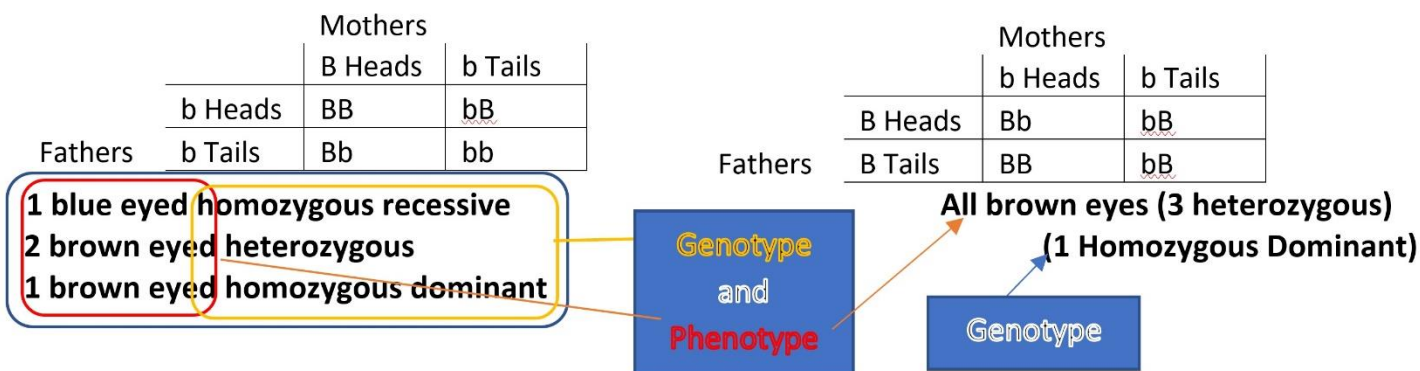 Mothers
B Heads b Tails
b Heads BB bB
Fathers b Tails Bb bb
1 blue eyed homozygous recessive
2 brown eyed heterozygous
1 brown eyed homozygous dominant
Genotype
and
Phenotype
Mothers
b Heads b Tails
B Heads Bb bB
Fathers B Tails BB bB
All brown eyes (3 heterozygous)
(1 Homozygous Dominant)
Genotype